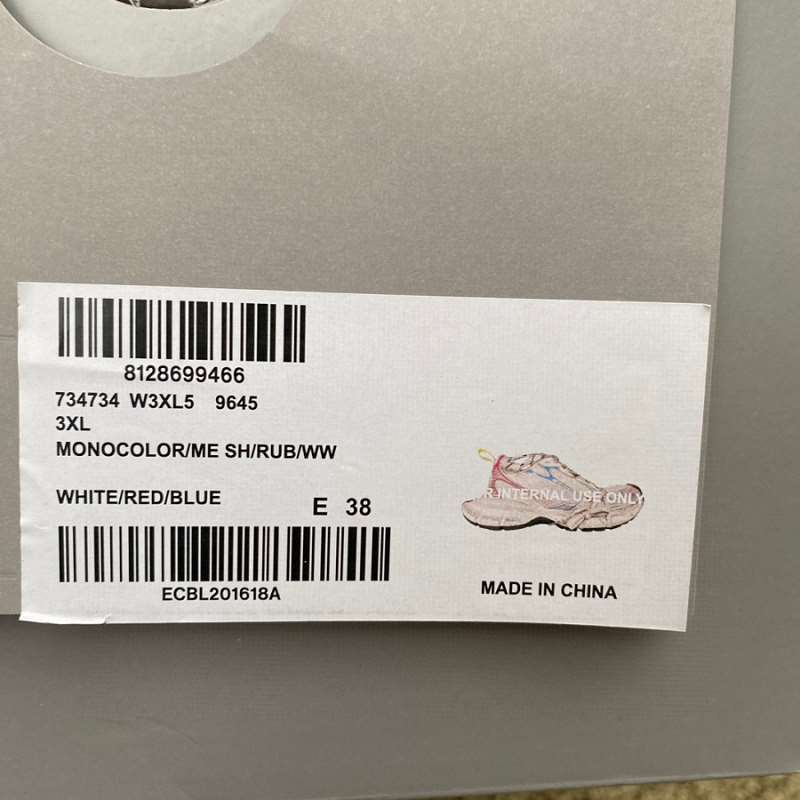 8128699466
734734 W3XL5 9645
3XL
MONOCOLOR/ME SH/RUB/WW
WHITE/RED/BLUE
E 38
R INTERNAL USE ONLY
ECBL201618A
MADE IN CHINA